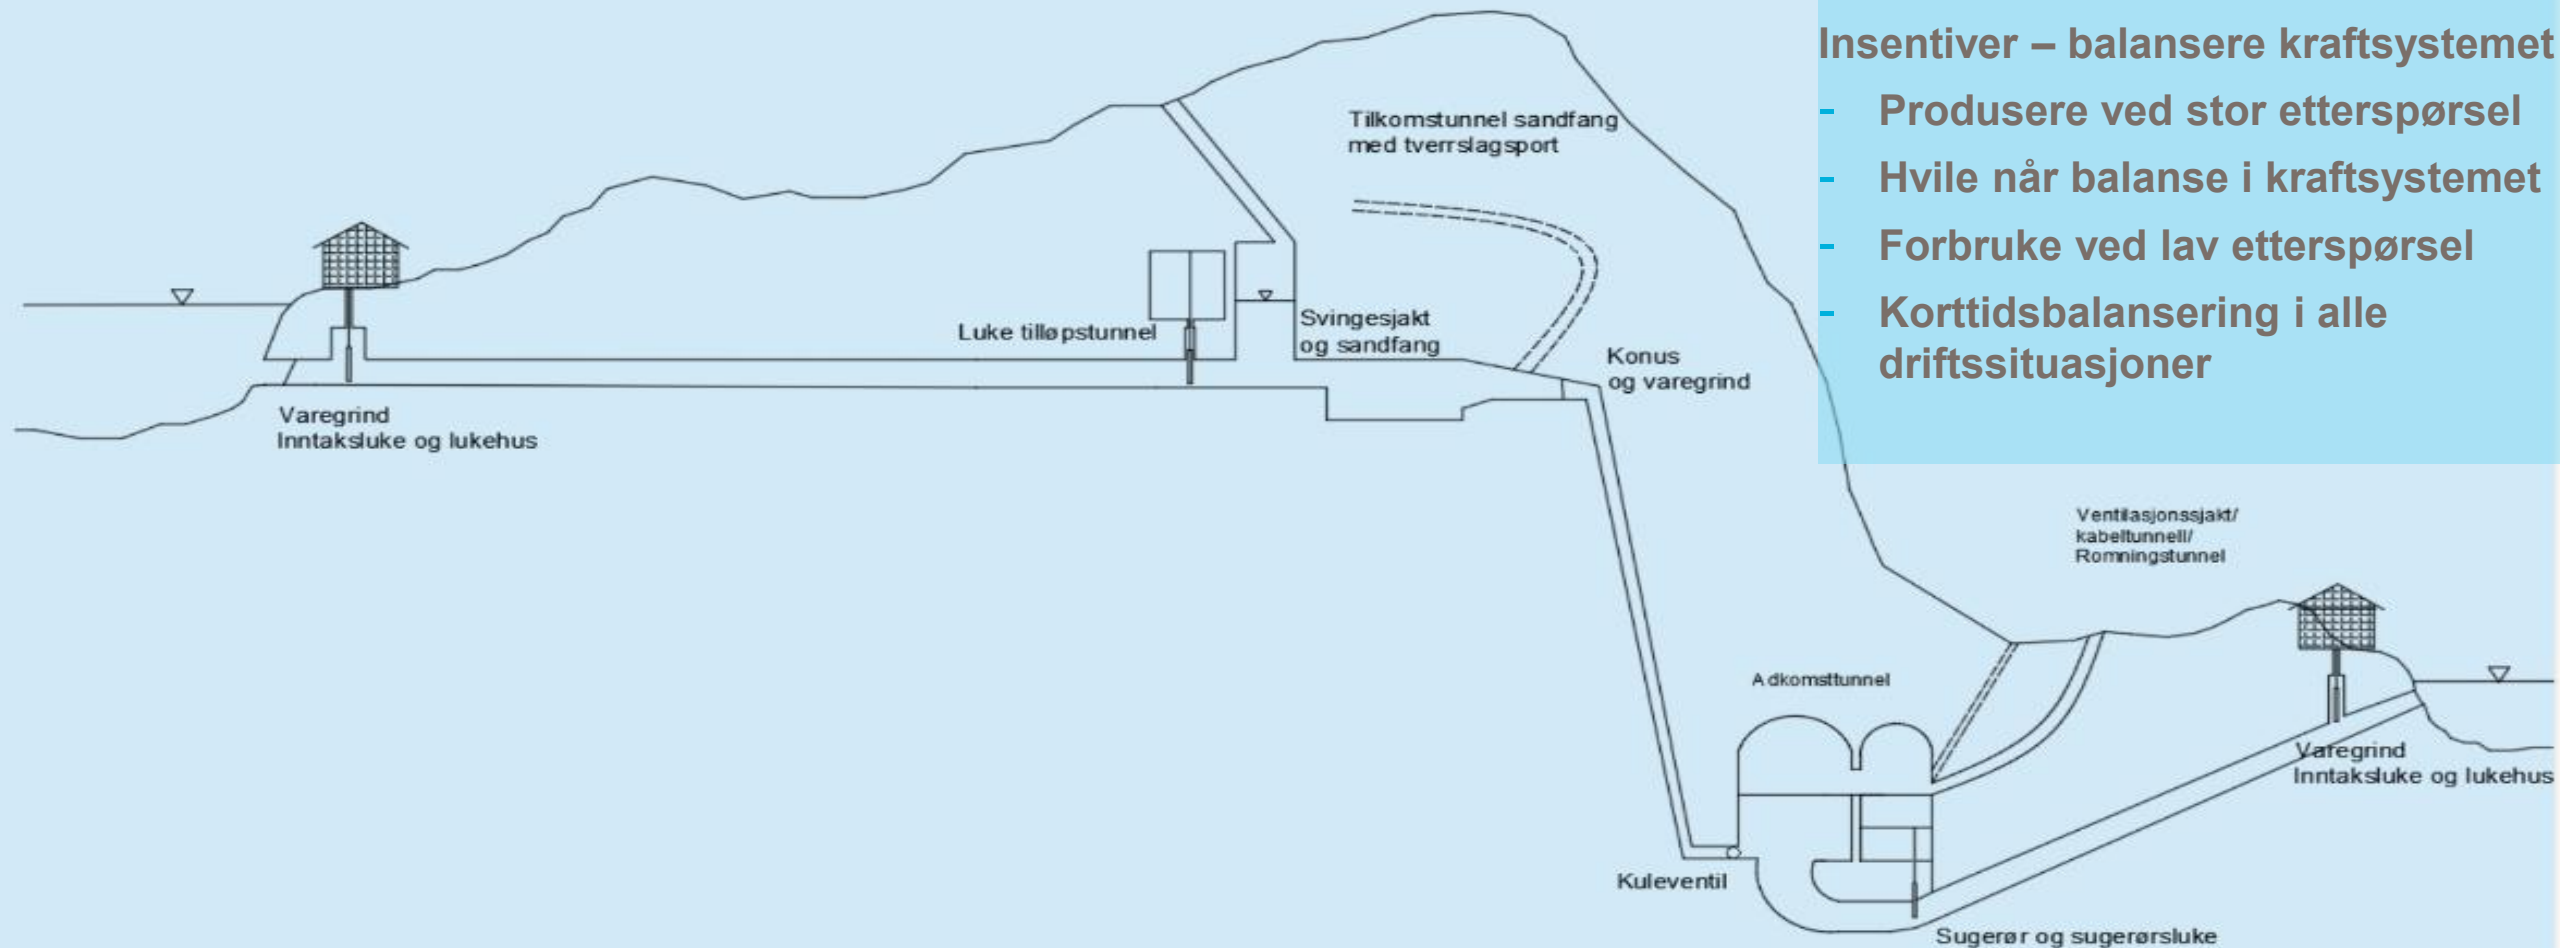 Insentiver – balansere kraftsystemet
- Produsere ved stor etterspørsel
- Hvile når balanse i kraftsystemet
- Forbruke ved lav etterspørsel
- Korttidsbalansering i alle
driftssituasjoner
Tilkomstunnel sandfang
med tverrslagsport
Luke tilløpstunnel
Svingesjakt
og sandfang
Konus
og varegrind
Varegrind
Inntaksluke og lukehus
Ventilasjonssjakt/
kabeltunnell/
Romningstunnel
Adkomsttunnel
Varegrind
Inntaksluke og lukehus
Kuleventil
Sugerør og sugerørsluke